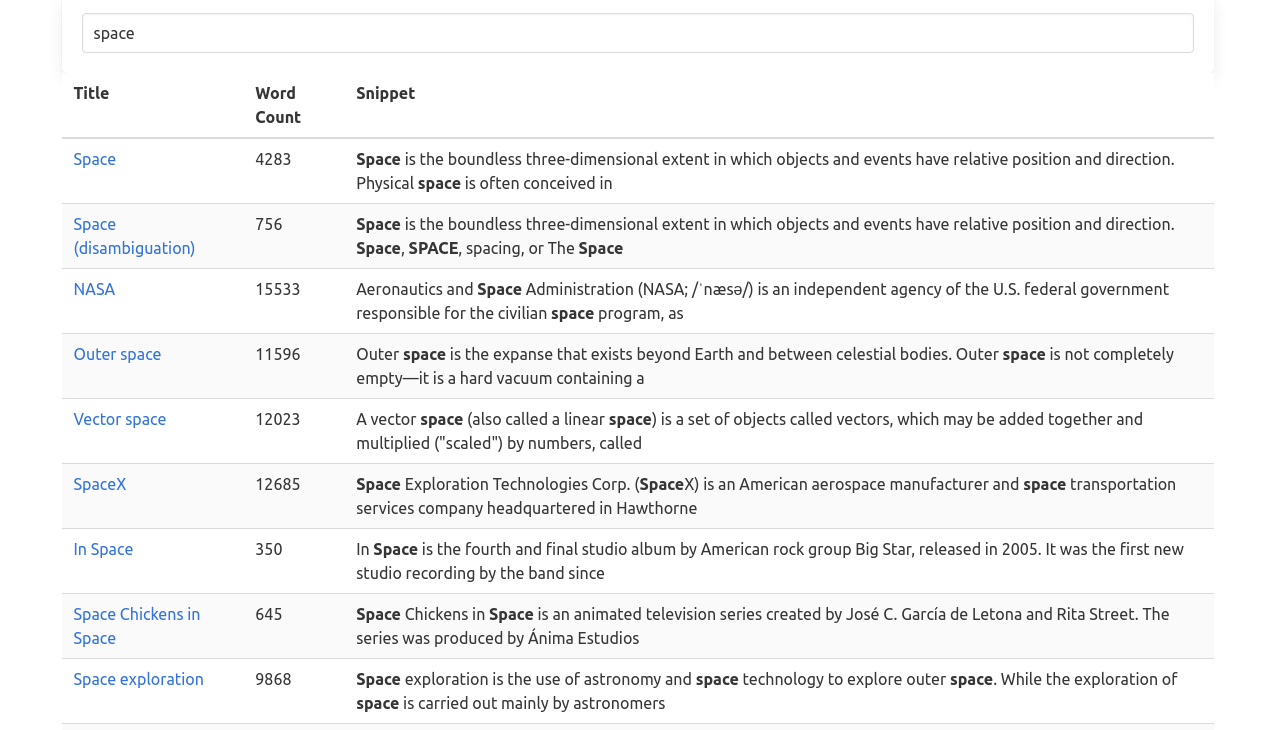 space
Title Word Count Snippet
Space 4283 Space is the boundless three-dimensional extent in which objects and events have relative position and direction.
Physical space is often conceived in
Space (disambiguation) 756 Space is the boundless three-dimensional extent in which objects and events have relative position and direction.
Space, SPACE, spacing, or The Space
NASA 15533 Aeronautics and Space Administration (NASA; /ˈnæsə/) is an independent agency of the U.S. federal government
responsible for the civilian space program, as
Outer space 11596 Outer space is the expanse that exists beyond Earth and between celestial bodies. Outer space is not completely
empty—it is a hard vacuum containing a
Vector space 12023 A vector space (also called a linear space) is a set of objects called vectors, which may be added together and
multiplied ("scaled") by numbers, called
SpaceX 12685 Space Exploration Technologies Corp. (SpaceX) is an American aerospace manufacturer and space transportation
services company headquartered in Hawthorne
In Space 350 In Space is the fourth and final studio album by American rock group Big Star, released in 2005. It was the first new
studio recording by the band since
Space Chickens in Space 645 Space Chickens in Space is an animated television series created by José C. García de Letona and Rita Street. The
series was produced by Ánima Estudios
Space exploration 9868 Space exploration is the use of astronomy and space technology to explore outer space. While the exploration of
space is carried out mainly by astronomers